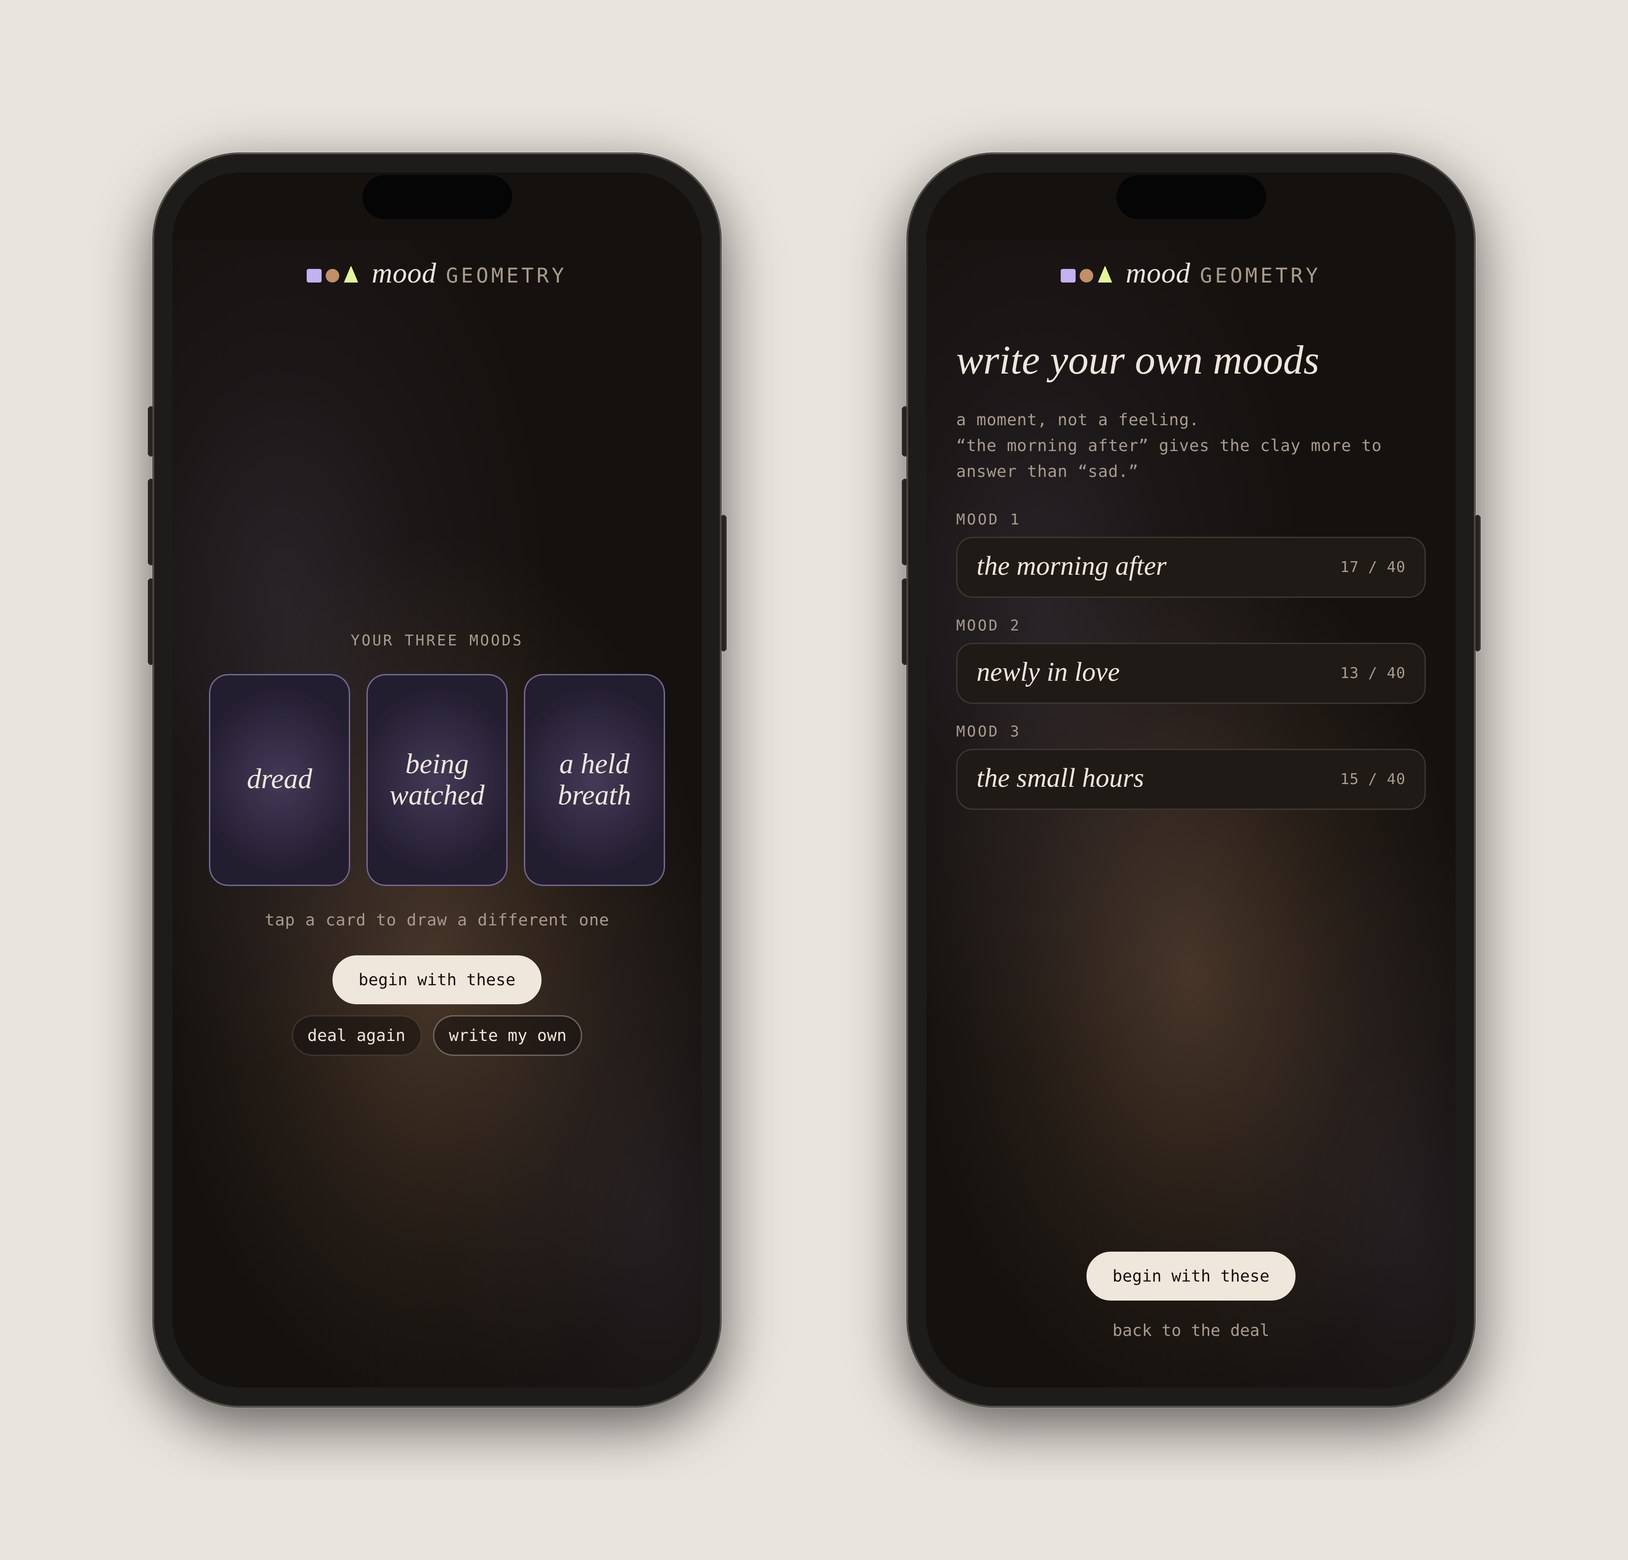 mood GEOMETRY
YOUR THREE MOODS
dread
being
watched
a held
breath
tap a card to draw a different one
begin with these
deal again
write my own
mood GEOMETRY
write your own moods
a moment, not a feeling.
“the morning after” gives the clay more to
answer than “sad.”
MOOD 1
the morning after 17 / 40
MOOD 2
newly in love 13 / 40
MOOD 3
the small hours 15 / 40
begin with these
back to the deal